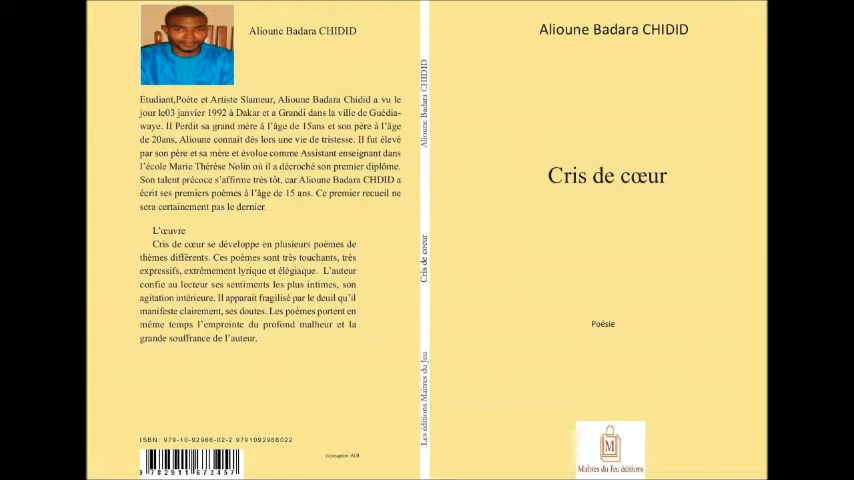 Alioune Badara CHIDID
Etudiant,Poète et Artiste Slameur, Alioune Badara Chidid a vu le
jour le03 janvier 1992 à Dakar et a Grandi dans la ville de Guédia-
waye. Il Perdit sa grand mère à l'âge de 15ans et son père à l'âge
de 20ans, Alioune connait dés lors une vie de tristesse. Il fut élevé
par son père et sa mère et évolue comme Assistant enseignant dans
l'école Marie Thérèse Nolin où il a décroché son premier diplôme.
Son talent précoce s'affirme très tôt, car Alioune Badara CHDID a
écrit ses premiers poèmes à l'âge de 15 ans. Ce premier recueil ne
sera certainement pas le dernier.
L'œuvre
Cris de cœur se développe en plusieurs poèmes de
thèmes différents. Ces poèmes sont très touchants, très
expressifs, extrêmement lyrique et élégiaque. L'auteur
confie au lecteur ses sentiments les plus intimes, son
agitation intérieure. Il apparait fragilisé par le deuil qu'il
manifeste clairement, ses doutes. Les poèmes portent en
même temps l'empreinte du profond malheur et la
grande souffrance de l'auteur.
ISBN: 979-10-92966-02-2 9791092966022
Conception: ALB
9 782911 673457
Alioune Badara CHIDID
Cris de coeur
Les éditions Maîtres du Jeu
Alioune Badara CHIDID
Cris de cœur
Poésie
M
Maîtres du Jeu éditions